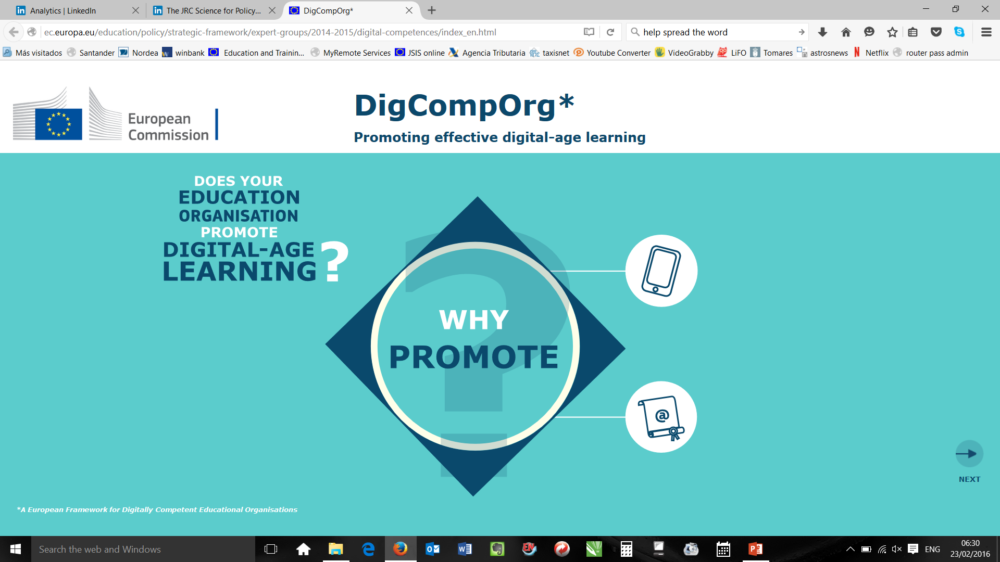 Analytics | LinkedIn
The JRC Science for Policy...
DigCompOrg*
ec.europa.eu/education/policy/strategic-framework/expert-groups/2014-2015/digital-competences/index_en.html
help spread the word
Más visitados
Santander
Nordea
winbank
Education and Trainin...
MyRemote Services
JSIS online
Agencia Tributaria
taxisnet
Youtube Converter
VideoGrabby
LiFO
Tomares
astrosnews
Netflix
router pass admin
European
Commission
DigCompOrg*
Promoting effective digital-age learning
DOES YOUR
EDUCATION
ORGANISATION
PROMOTE
DIGITAL-AGE
LEARNING?
?
WHY
PROMOTE
@
NEXT
*A European Framework for Digitally Competent Educational Organisations
Search the web and Windows
ENG
06:30
23/02/2016